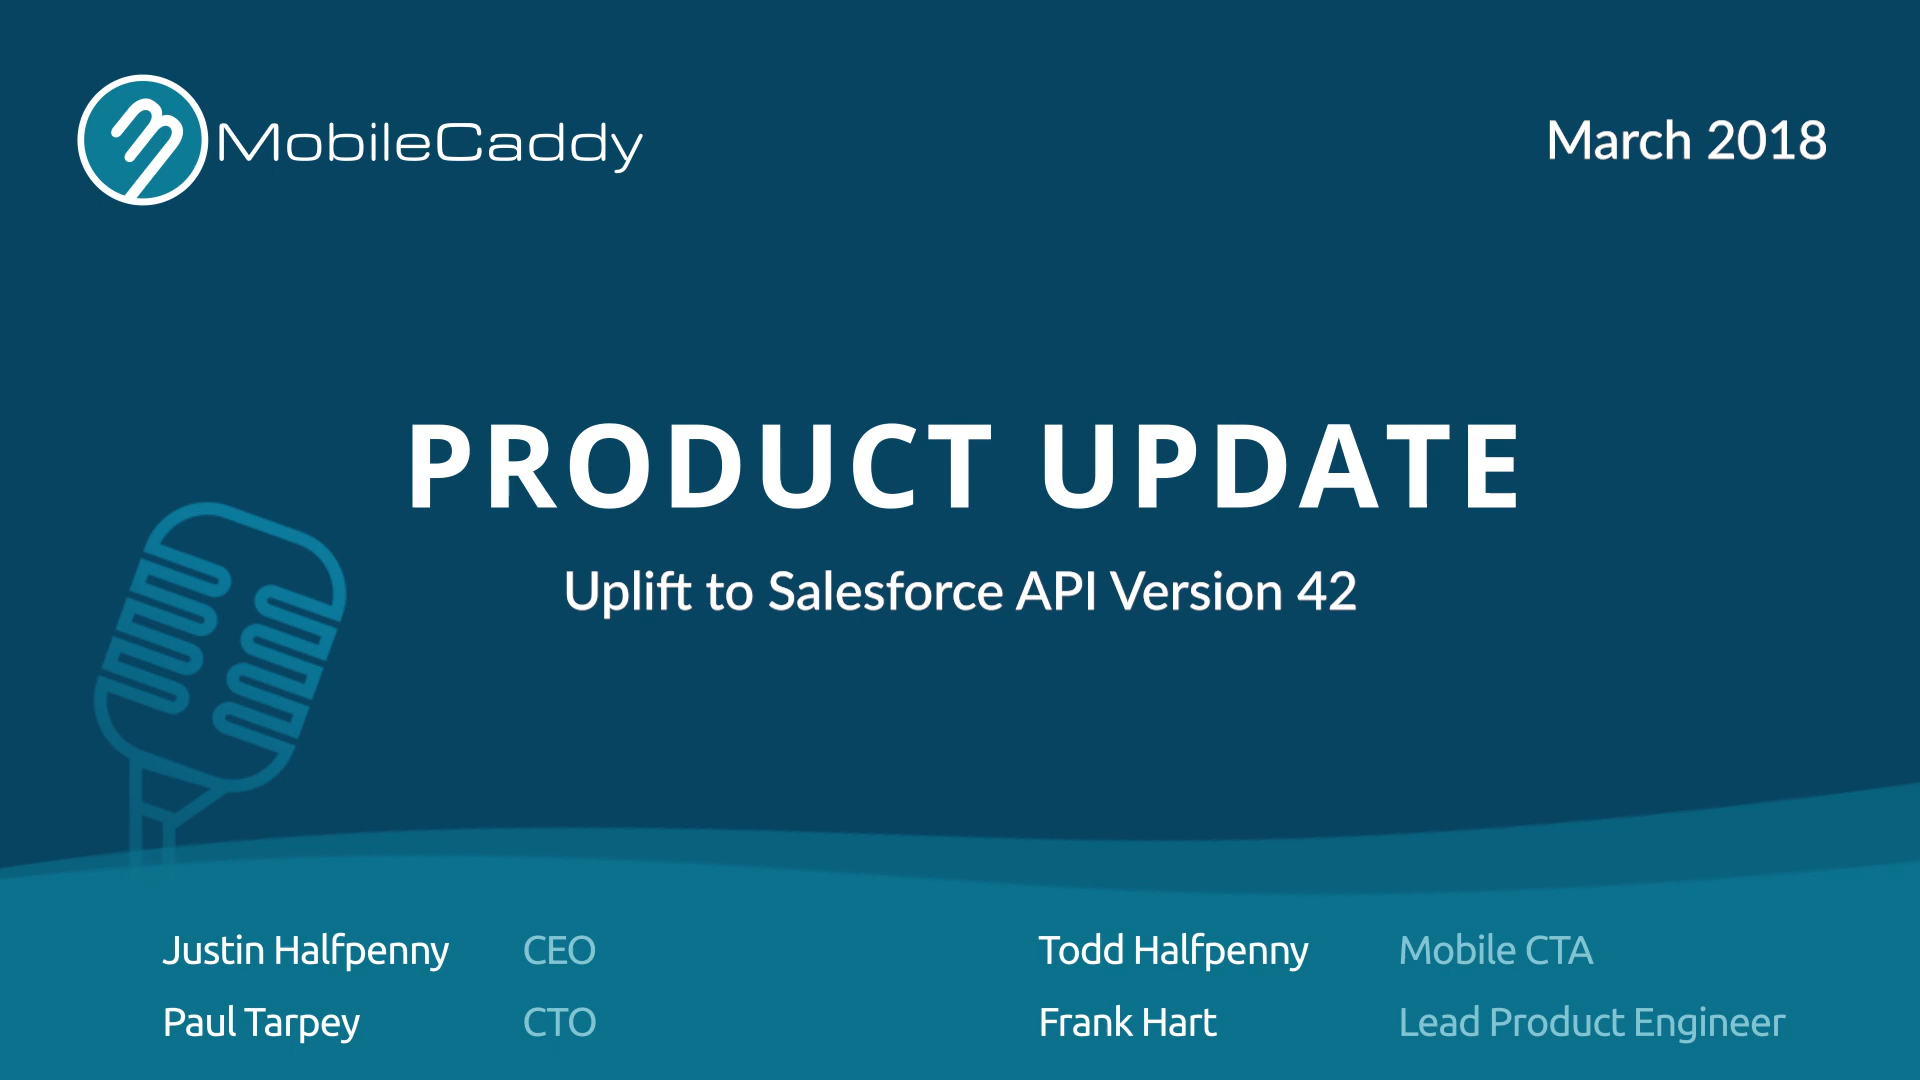 MobileCaddy
March 2018
PRODUCT UPDATE
Uplift to Salesforce API Version 42
Justin Halfpenny CEO
Paul Tarpey CTO
Todd Halfpenny Mobile CTA
Frank Hart Lead Product Engineer